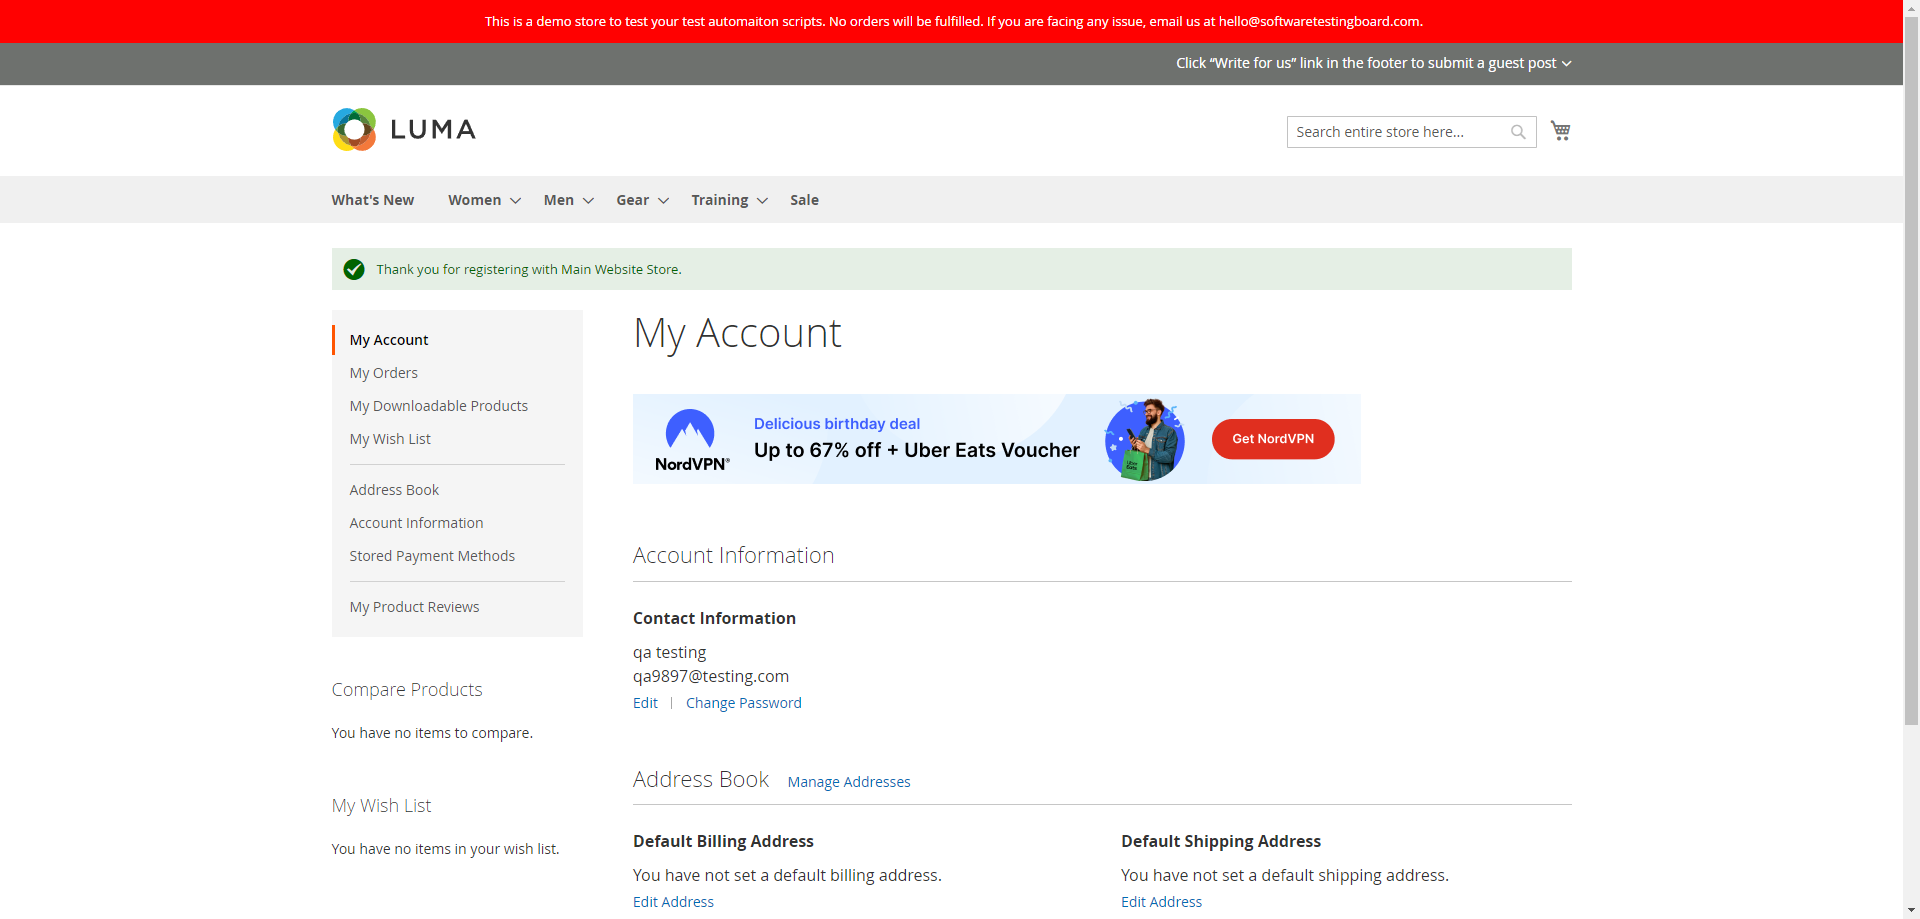 This is a demo store to test your test automaiton scripts. No orders will be fulfilled. If you are facing any issue, email us at hello@softwaretestingboard.com.
Click “Write for us” link in the footer to submit a guest post
LUMA
Search entire store here...
What's New
Women
Men
Gear
Training
Sale
Thank you for registering with Main Website Store.
My Account
My Orders
My Downloadable Products
My Wish List
Address Book
Account Information
Stored Payment Methods
My Product Reviews
Compare Products
You have no items to compare.
My Wish List
You have no items in your wish list.
My Account
NordVPN®
Delicious birthday deal
Up to 67% off + Uber Eats Voucher
Uber
Eats
Get NordVPN
Account Information
Contact Information
qa testing
qa9897@testing.com
Edit | Change Password
Address Book Manage Addresses
Default Billing Address
You have not set a default billing address.
Edit Address
Default Shipping Address
You have not set a default shipping address.
Edit Address